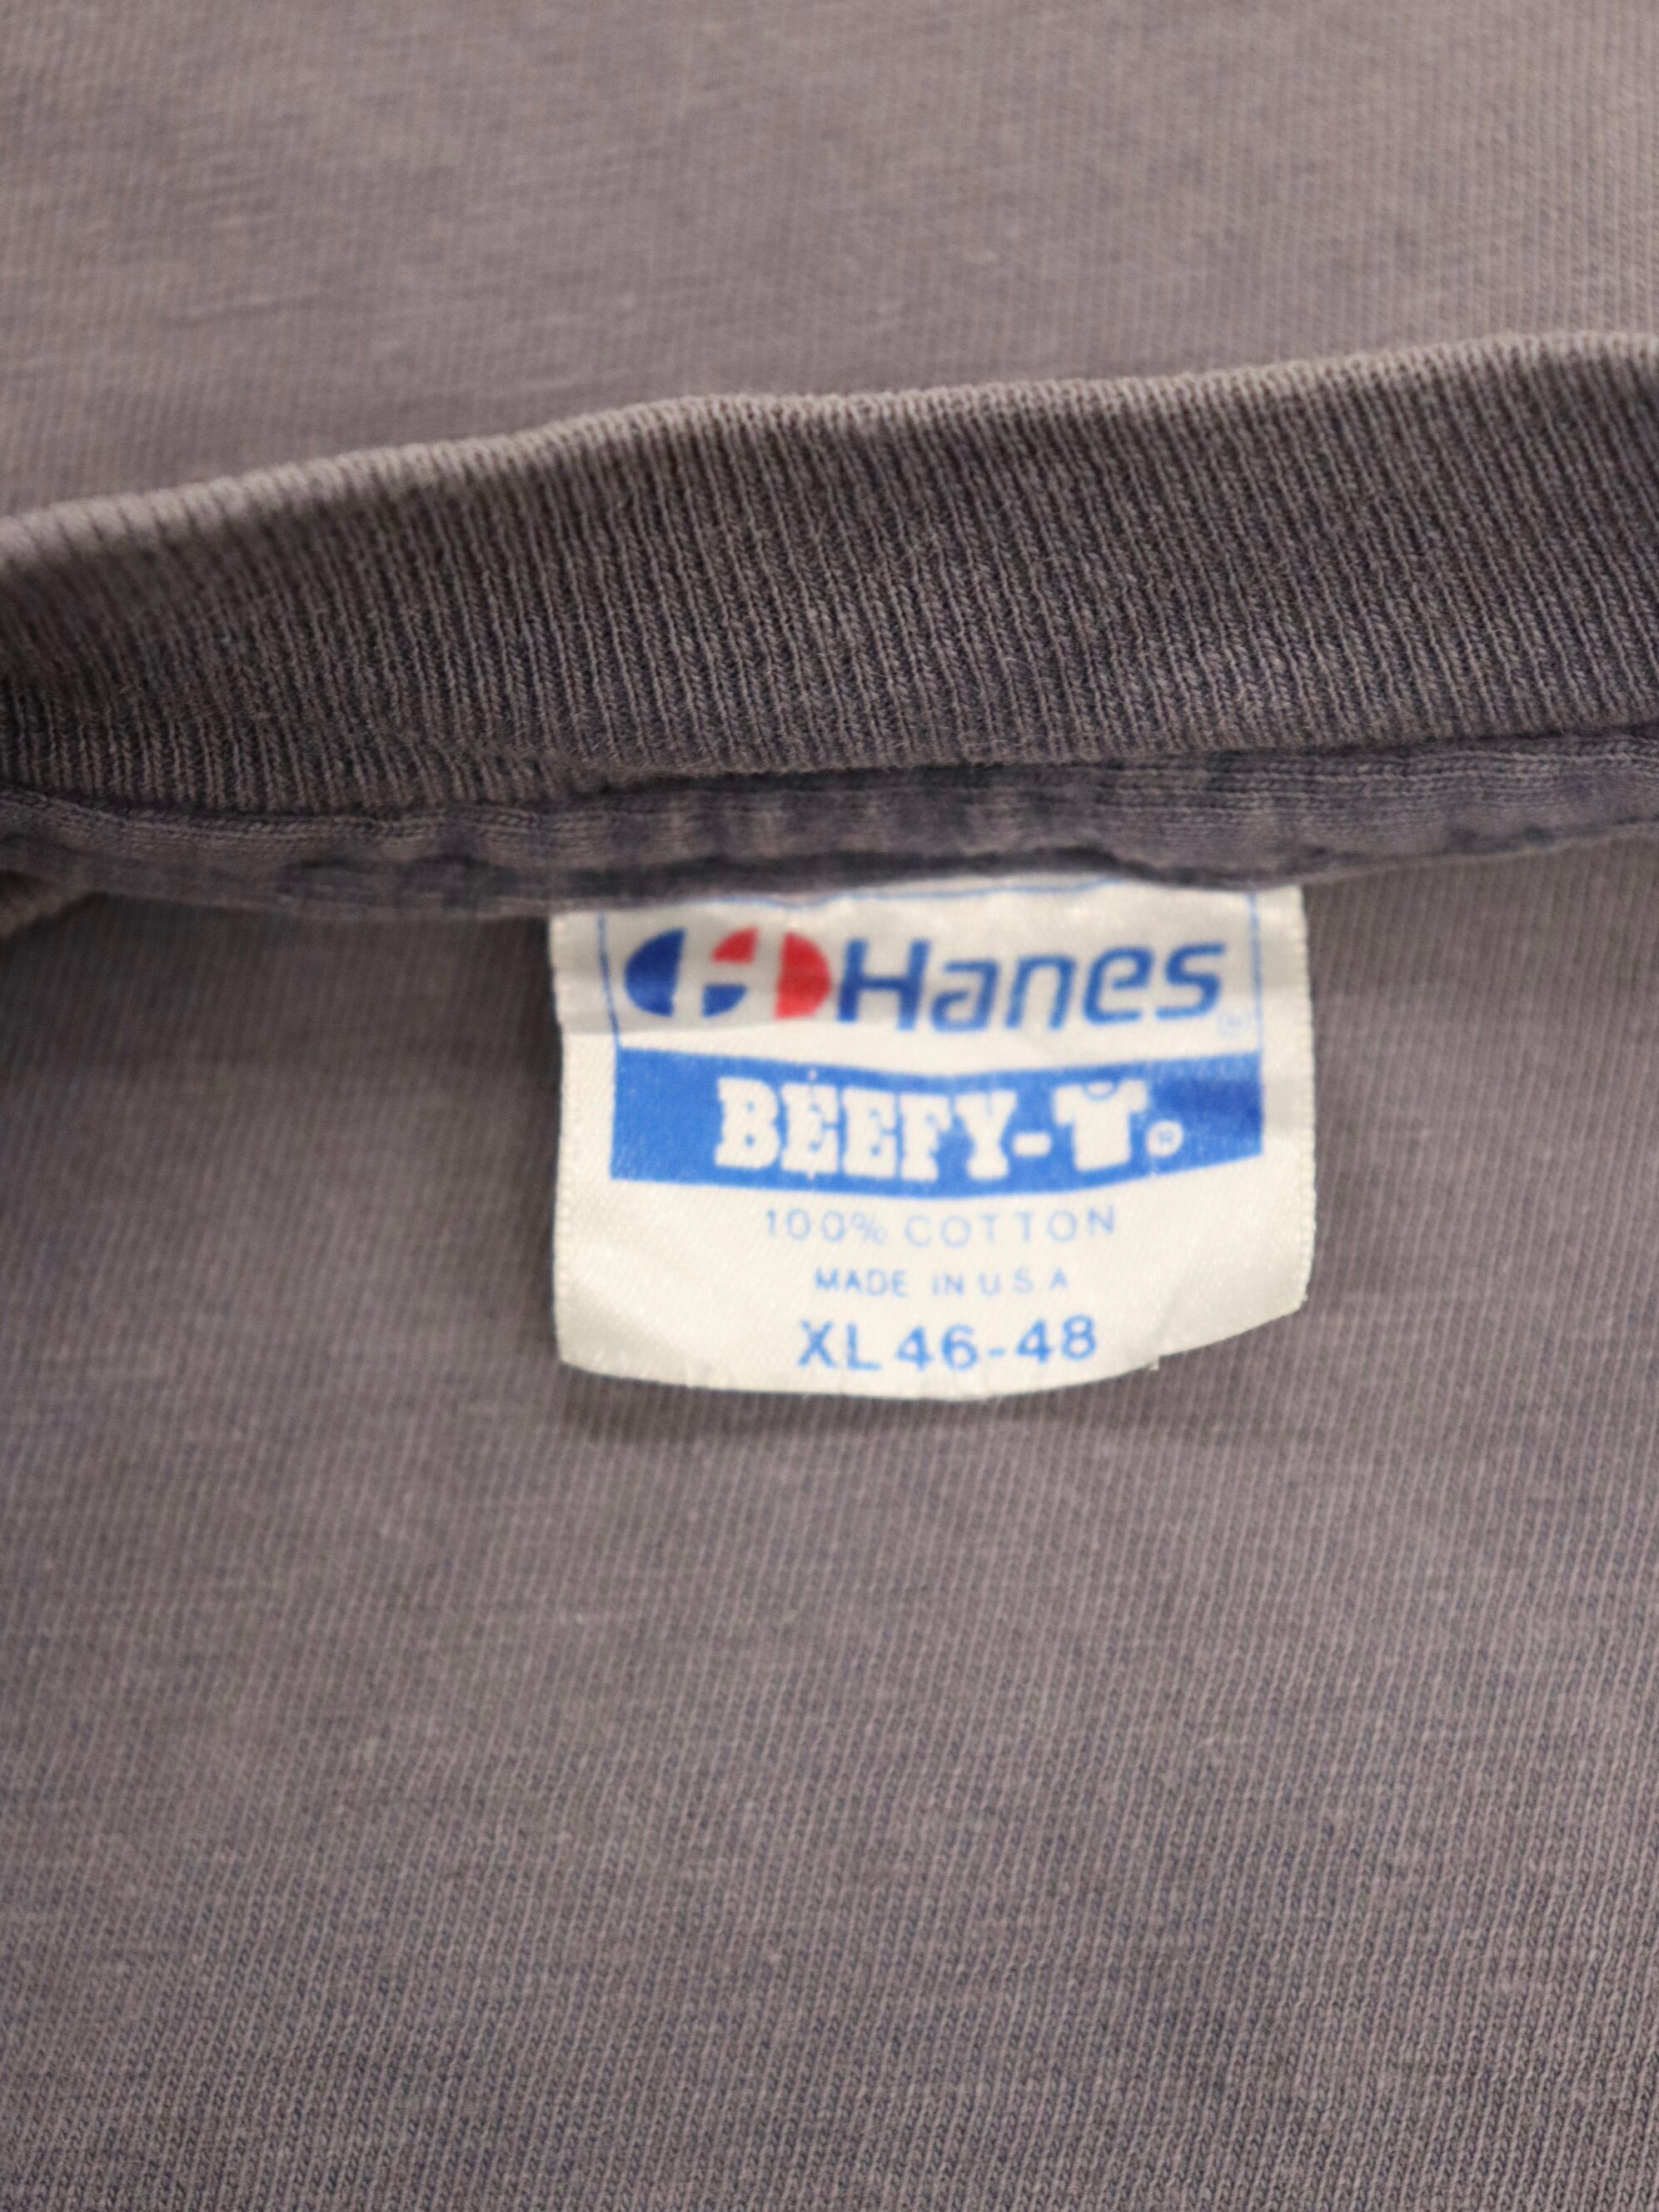 Hanes®
BEEFY-T®
100% COTTON
MADE IN U.S.A
XL 46-48